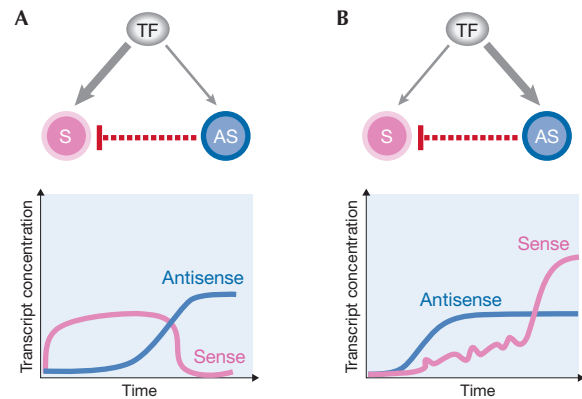 A
TF
S
AS
Transcript concentration
Antisense
Sense
Time
B
TF
S
AS
Transcript concentration
Sense
Antisense
Time